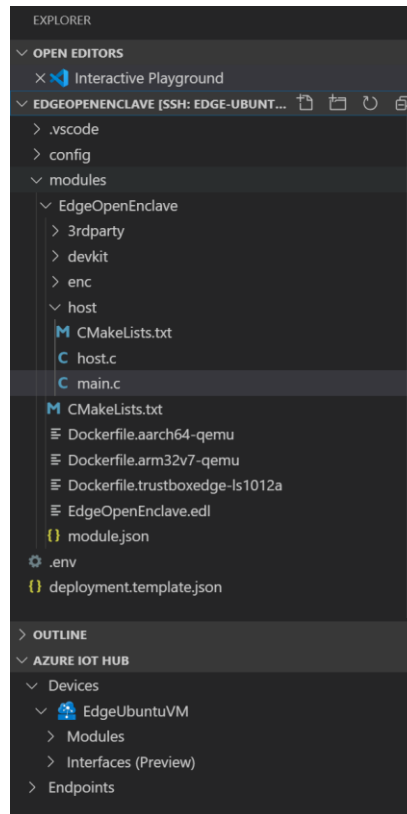 EXPLORER
OPEN EDITORS
Interactive Playground
EDGEOPENENCLAVE [SSH: EDGE-UBUNT...
.vscode
config
modules
EdgeOpenEnclave
3rdparty
devkit
enc
host
M CMakeLists.txt
C host.c
C main.c
M CMakeLists.txt
Dockerfile.aarch64-qemu
Dockerfile.arm32v7-qemu
Dockerfile.trustboxedge-ls1012a
EdgeOpenEnclave.edl
{} module.json
.env
{} deployment.template.json
OUTLINE
AZURE IOT HUB
Devices
EdgeUbuntuVM
Modules
Interfaces (Preview)
Endpoints